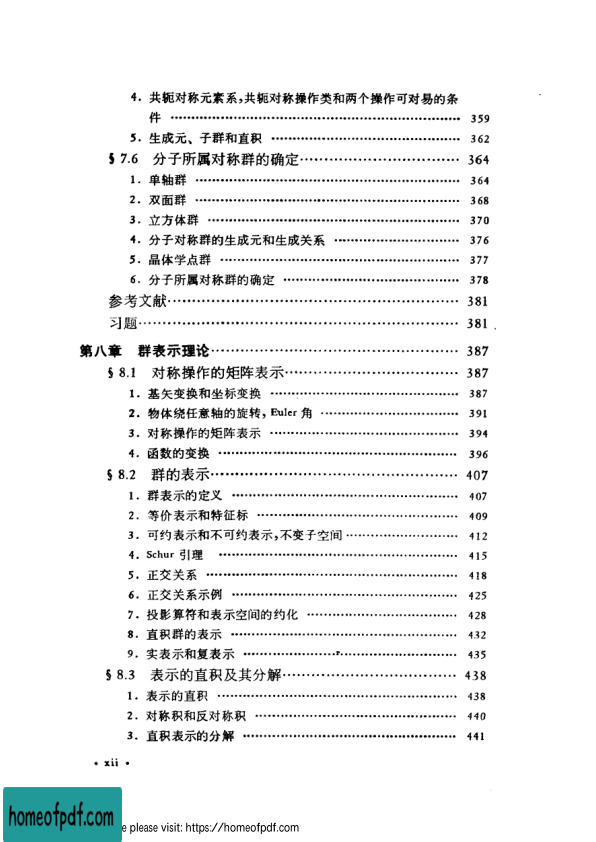 4. 共轭对称元素系,共轭对称操作类和两个操作可对易的条
件 …… 359
5. 生成元、子群和直积 …… 362
§ 7.6 分子所属对称群的确定 …… 364
1. 单轴群 …… 364
2. 双面群 …… 368
3. 立方体群 …… 370
4. 分子对称群的生成元和生成关系 …… 376
5. 晶体学点群 …… 377
6. 分子所属对称群的确定 …… 378
参考文献 …… 381
习题 …… 381
第八章 群表示理论 …… 387
§ 8.1 对称操作的矩阵表示 …… 387
1. 基矢变换和坐标变换 …… 387
2. 物体绕任意轴的旋转, Euler 角 …… 391
3. 对称操作的矩阵表示 …… 394
4. 函数的变换 …… 396
§ 8.2 群的表示 …… 407
1. 群表示的定义 …… 407
2. 等价表示和特征标 …… 409
3. 可约表示和不可约表示,不变子空间 …… 412
4. Schur 引理 …… 415
5. 正交关系 …… 418
6. 正交关系示例 …… 425
7. 投影算符和表示空间的约化 …… 428
8. 直积群的表示 …… 432
9. 实表示和复表示 …… 435
§ 8.3 表示的直积及其分解 …… 438
1. 表示的直积 …… 438
2. 对称积和反对称积 …… 440
3. 直积表示的分解 …… 441
• xii •
homeofpdf.com
e please visit: https://homeofpdf.com